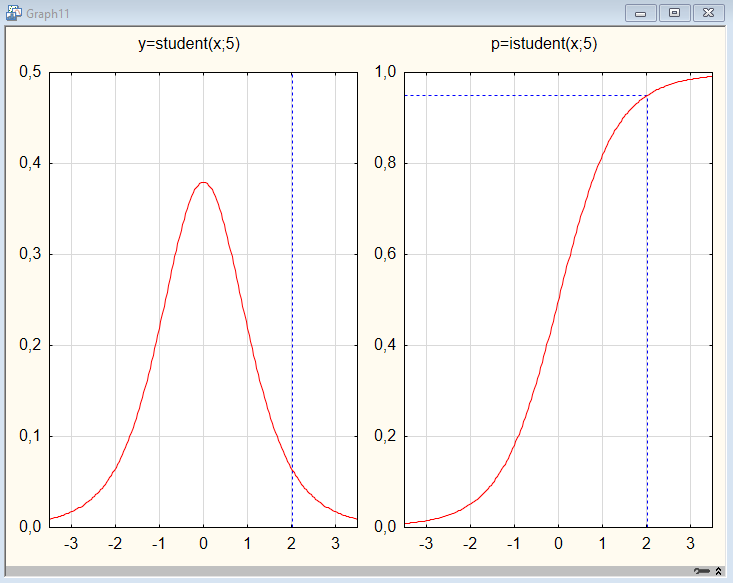 Graph11
y=student(x;5)
0,5
0,4
0,3
0,2
0,1
0,0
-3 -2 -1 0 1 2 3
p=istudent(x;5)
1,0
0,8
0,6
0,4
0,2
0,0
-3 -2 -1 0 1 2 3